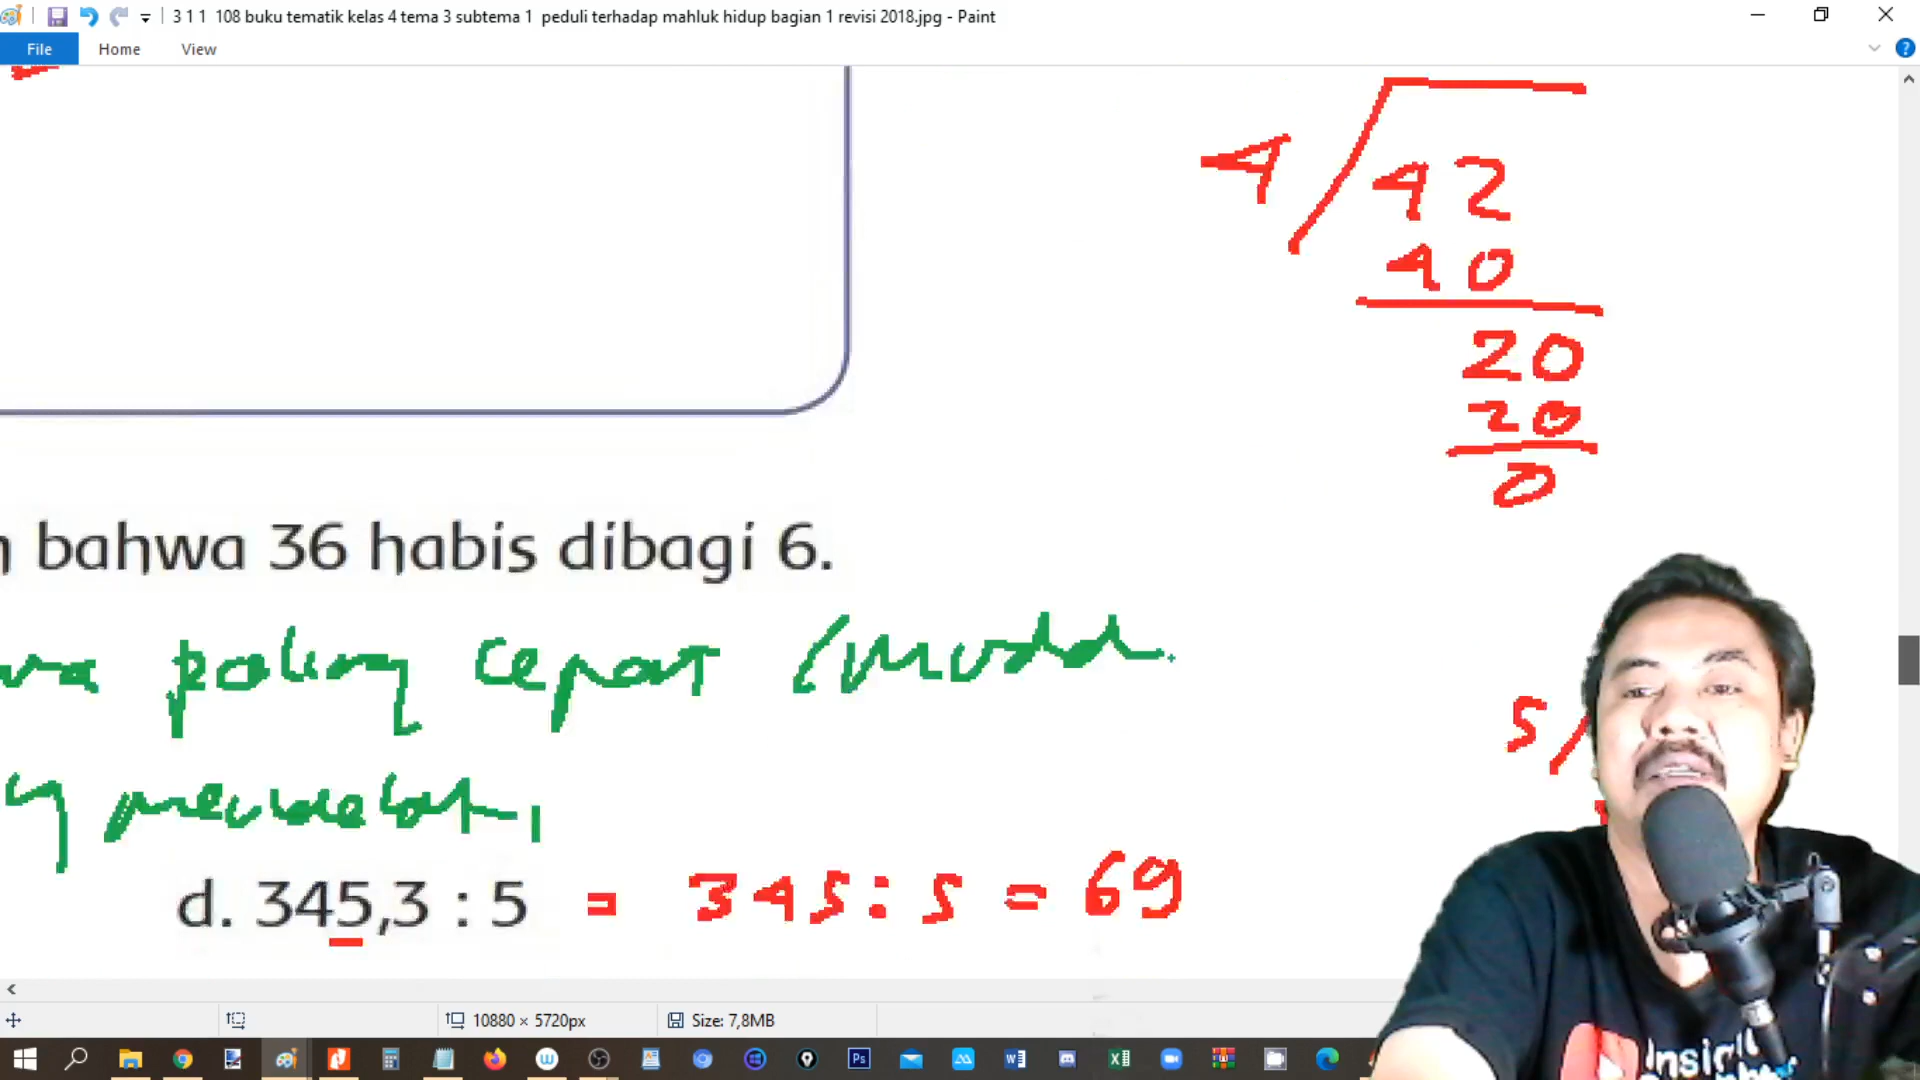 3 1 1 108 buku tematik kelas 4 tema 3 subtema 1 peduli terhadap mahluk hidup bagian 1 revisi 2018.jpg - Paint
File Home View
4 42
40
20
20
0
bahwa 36 habis dibagi 6.
paling cepat / mudah
5
d. 345,3 : 5 = 345 : 5 = 69
10880 × 5720px Size: 7,8MB
Insig